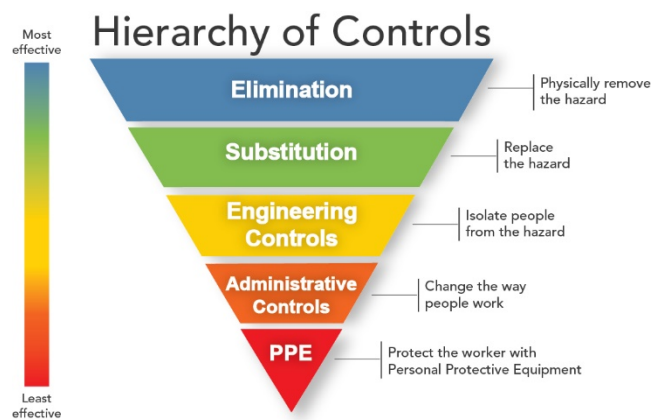 Hierarchy of Controls
Most
effective
Elimination
Physically remove
the hazard
Substitution
Replace
the hazard
Engineering
Controls
Isolate people
from the hazard
Administrative
Controls
Change the way
people work
PPE
Protect the worker with
Personal Protective Equipment
Least
effective